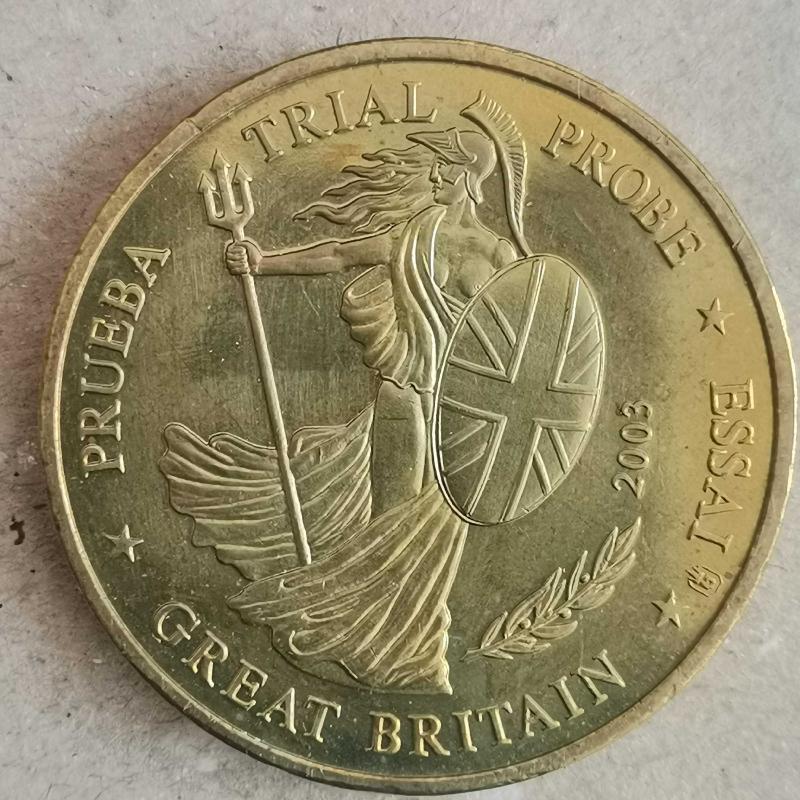 PRUEBA TRIAL PROBE ESSAI
2003
GREAT BRITAIN